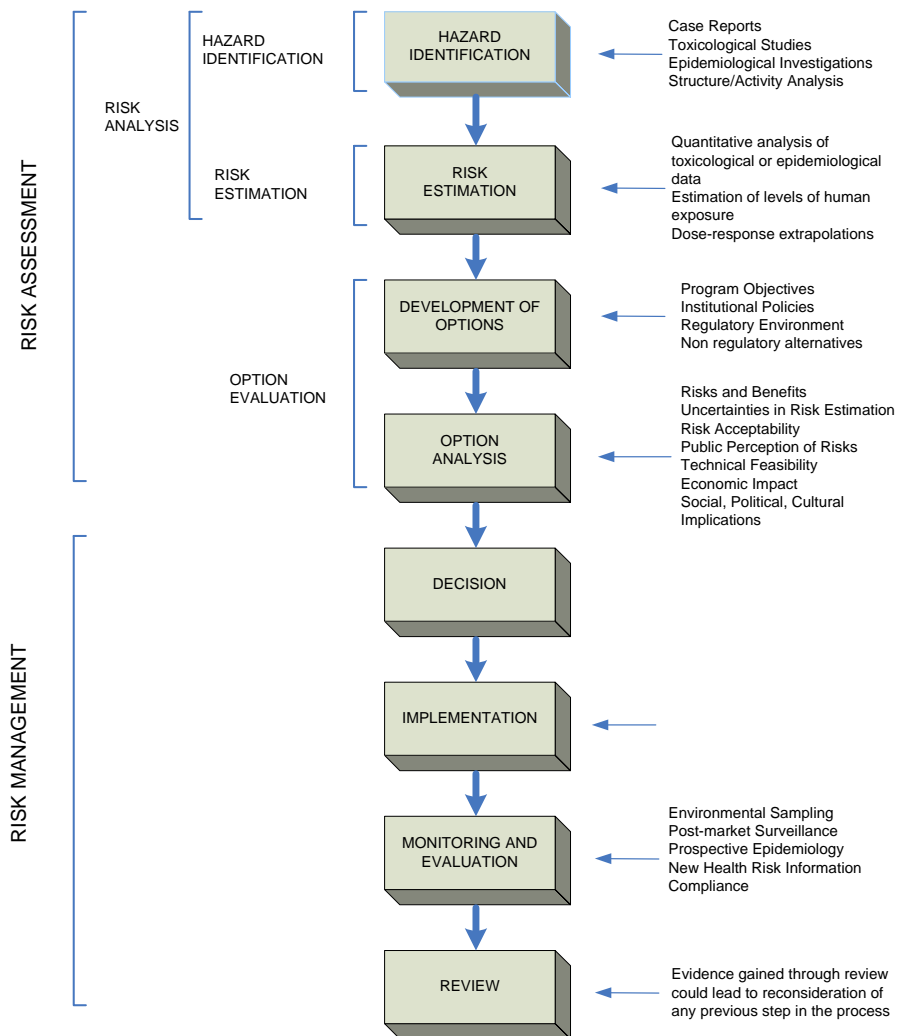 RISK ASSESSMENT
RISK
ANALYSIS
HAZARD
IDENTIFICATION
HAZARD
IDENTIFICATION
Case Reports
Toxicological Studies
Epidemiological Investigations
Structure/Activity Analysis
RISK
ESTIMATION
RISK
ESTIMATION
Quantitative analysis of
toxicological or epidemiological
data
Estimation of levels of human
exposure
Dose-response extrapolations
OPTION
EVALUATION
DEVELOPMENT OF
OPTIONS
Program Objectives
Institutional Policies
Regulatory Environment
Non regulatory alternatives
OPTION
ANALYSIS
Risks and Benefits
Uncertainties in Risk Estimation
Risk Acceptability
Public Perception of Risks
Technical Feasibility
Economic Impact
Social, Political, Cultural
Implications
RISK MANAGEMENT
DECISION
IMPLEMENTATION
MONITORING AND
EVALUATION
Environmental Sampling
Post-market Surveillance
Prospective Epidemiology
New Health Risk Information
Compliance
REVIEW
Evidence gained through review
could lead to reconsideration of
any previous step in the process